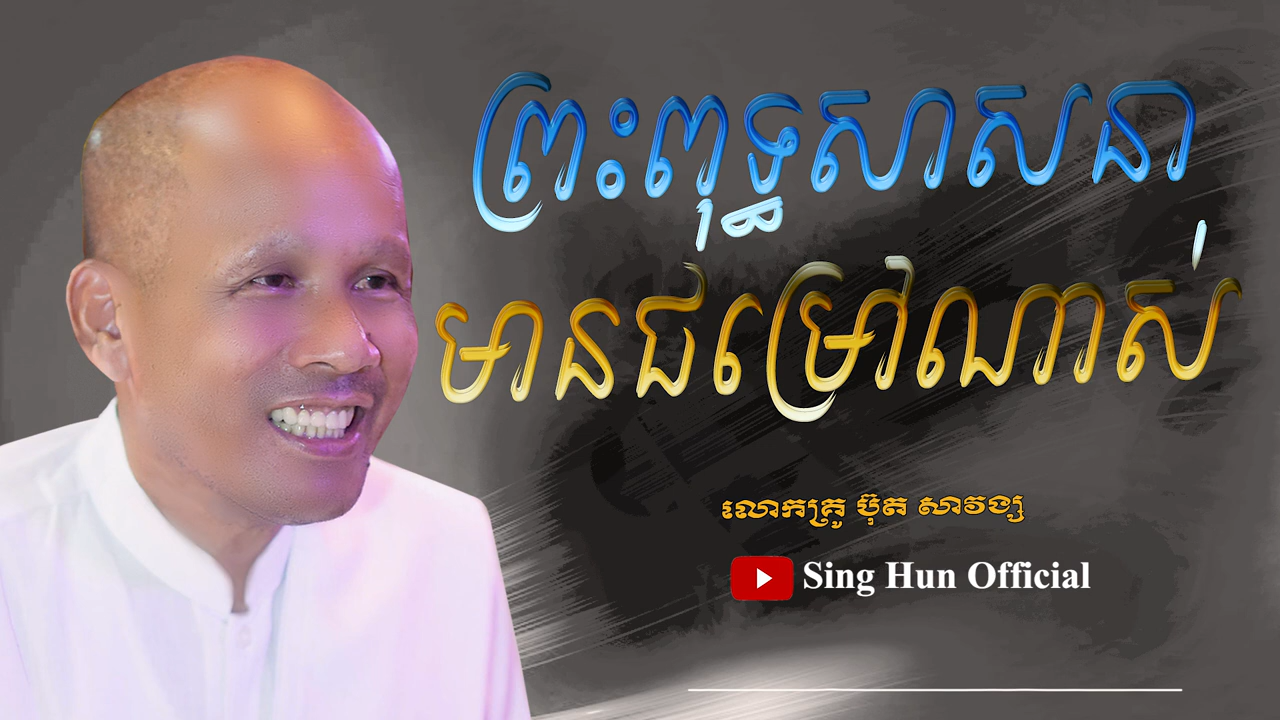 ព្រះពុទ្ធសាសនា
មានជម្រៅណាស់
លោកគ្រូ ប៊ុត សាវង្ស
Sing Hun Official